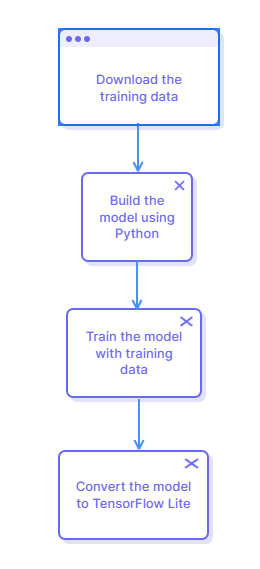 Download the
training data
Build the
model using
Python
Train the model
with training
data
Convert the model
to TensorFlow Lite